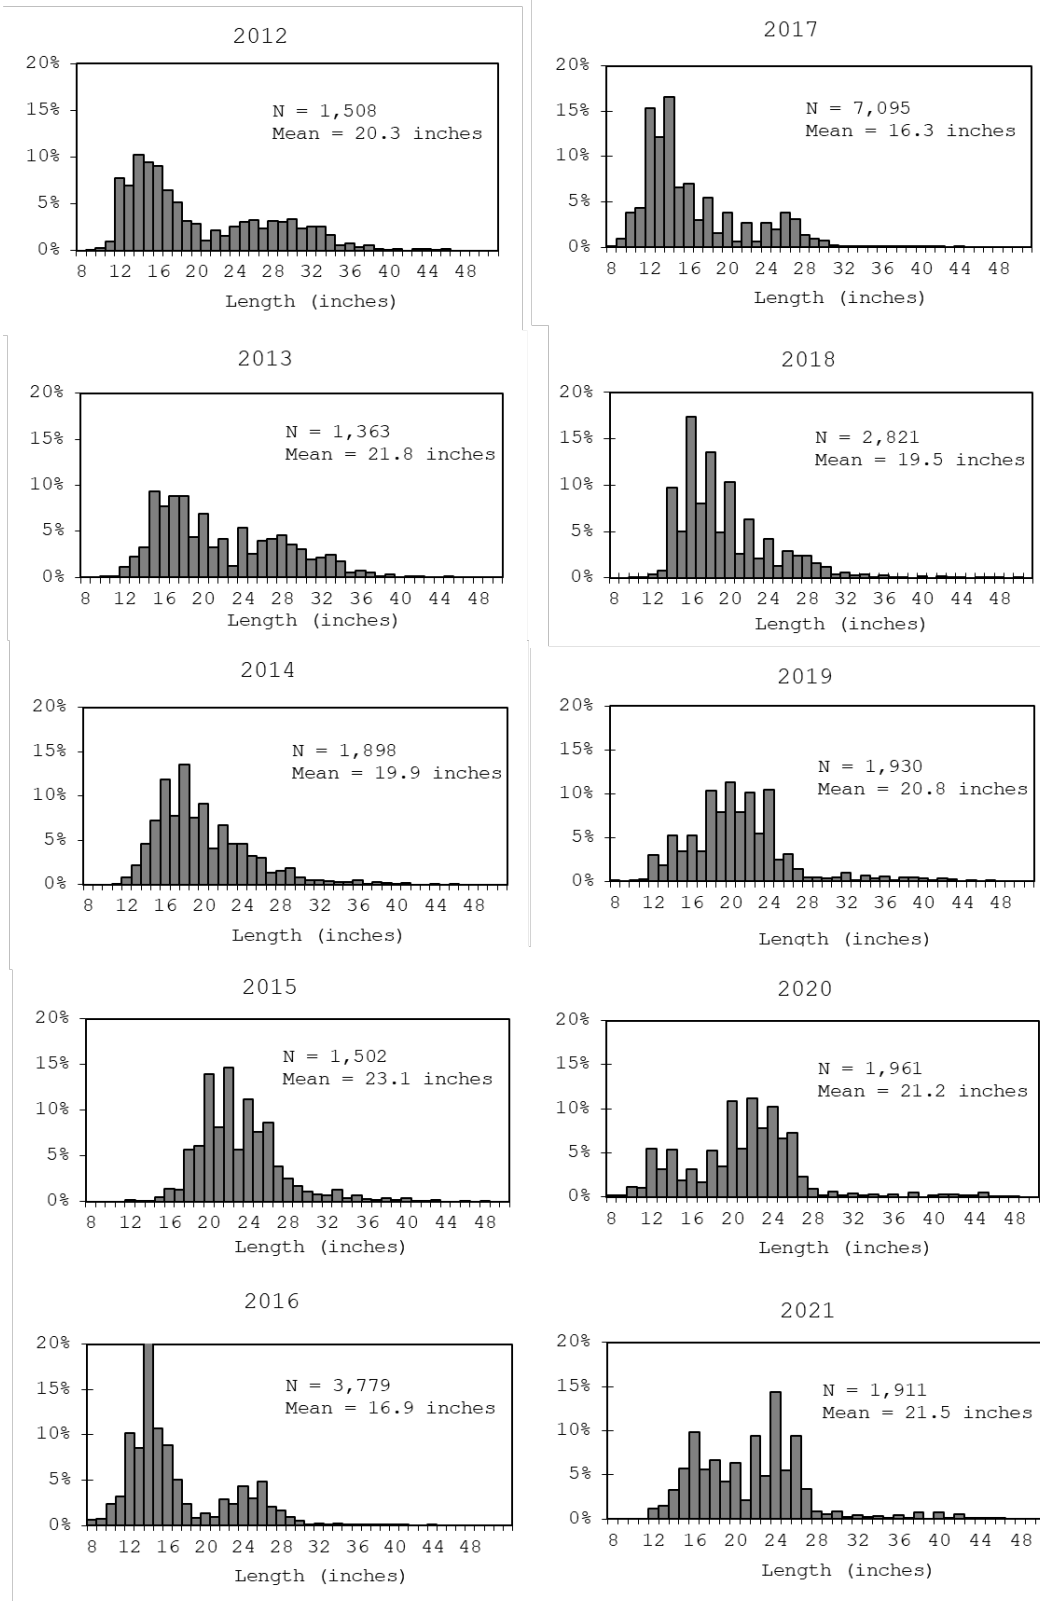 2012
20%
N = 1,508
15%
Mean = 20.3 inches
10%
5%
0%
8 12 16 20 24 28 32 36 40 44 48
Length (inches)
2013
20%
N = 1,363
15%
Mean = 21.8 inches
10%
5%
0%
8 12 16 20 24 28 32 36 40 44 48
Length (inches)
2014
20%
15%
N = 1,898
Mean = 19.9 inches
10%
5%
0%
8 12 16 20 24 28 32 36 40 44 48
Length (inches)
2015
20%
15%
N = 1,502
Mean = 23.1 inches
10%
5%
0%
8 12 16 20 24 28 32 36 40 44 48
Length (inches)
2016
20%
15%
N = 3,779
Mean = 16.9 inches
10%
5%
0%
8 12 16 20 24 28 32 36 40 44 48
Length (inches)
2017
20%
15%
N = 7,095
Mean = 16.3 inches
10%
5%
0%
8 12 16 20 24 28 32 36 40 44 48
Length (inches)
2018
20%
15%
N = 2,821
Mean = 19.5 inches
10%
5%
0%
8 12 16 20 24 28 32 36 40 44 48
Length (inches)
2019
20%
15%
N = 1,930
Mean = 20.8 inches
10%
5%
0%
8 12 16 20 24 28 32 36 40 44 48
Length (inches)
2020
20%
15%
N = 1,961
Mean = 21.2 inches
10%
5%
0%
8 12 16 20 24 28 32 36 40 44 48
Length (inches)
2021
20%
15%
N = 1,911
Mean = 21.5 inches
10%
5%
0%
8 12 16 20 24 28 32 36 40 44 48
Length (inches)